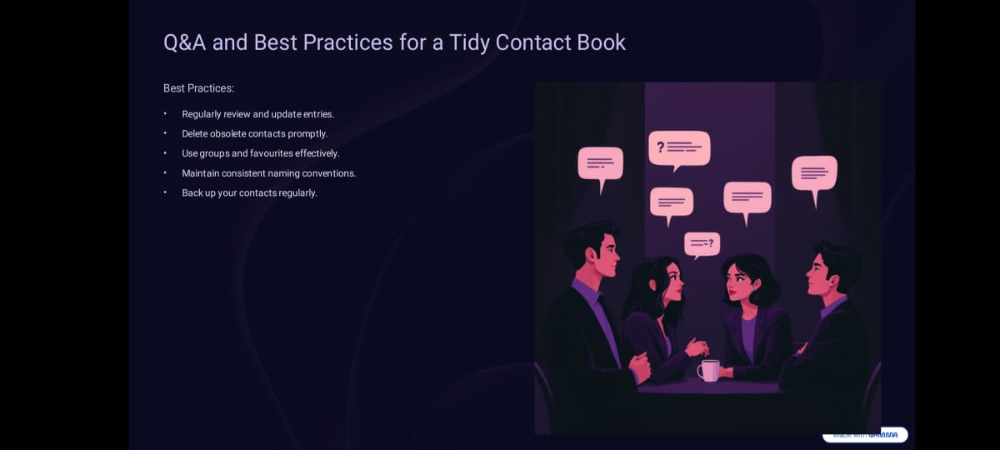 Q&A and Best Practices for a Tidy Contact Book
Best Practices:
• Regularly review and update entries.
• Delete obsolete contacts promptly.
• Use groups and favourites effectively.
• Maintain consistent naming conventions.
• Back up your contacts regularly.
?
?
Made with GAMMA